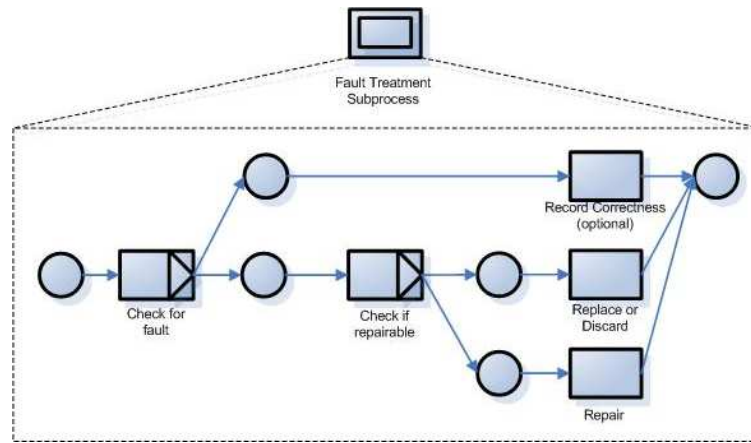 Fault Treatment
Subprocess
Record Correctness
(optional)
Check for
fault
Check if
repairable
Replace or
Discard
Repair